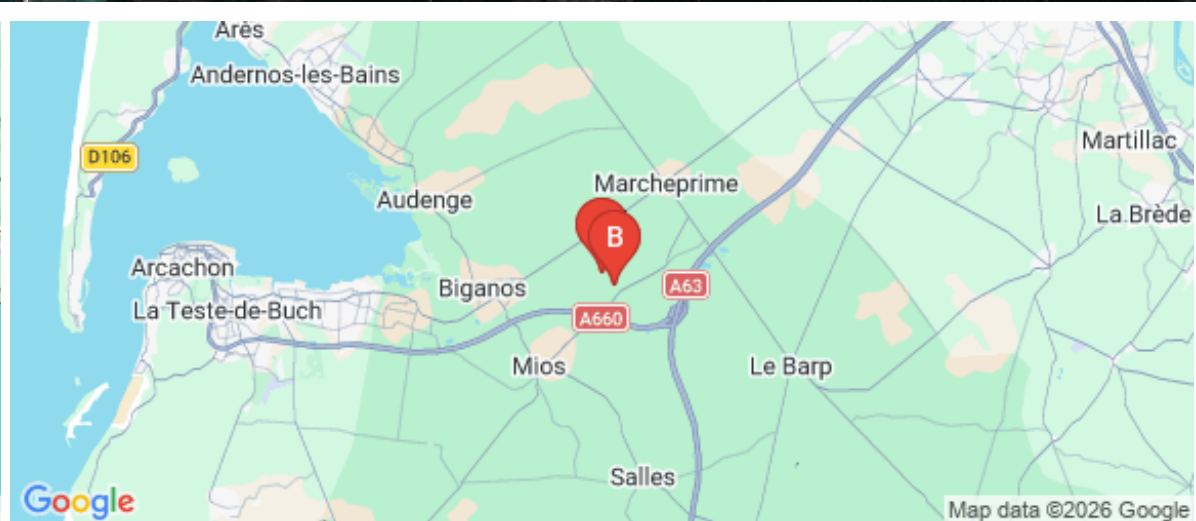 Arès
Andernos-les-Bains
D106
Martillac
Marcheprime
Audenge
La Brède
B
Arcachon
Biganos
A63
La Teste-de-Buch
A660
Mios
Le Barp
Salles
Google
Map data ©2026 Google